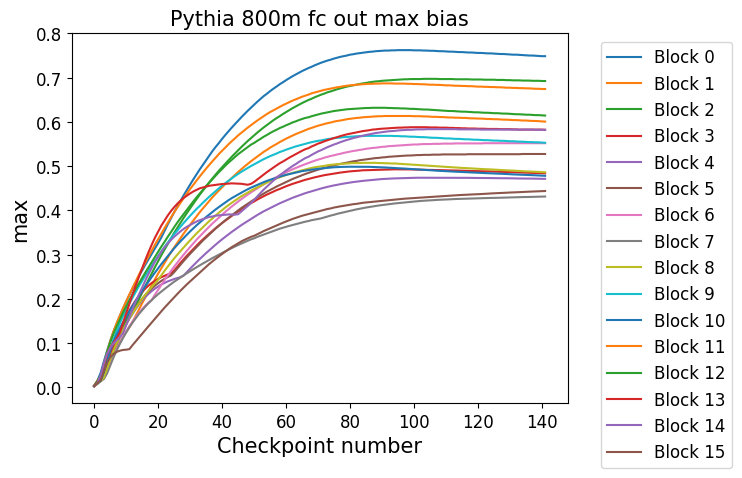 Pythia 800m fc out max bias
max
0.8
0.7
0.6
0.5
0.4
0.3
0.2
0.1
0.0
0 20 40 60 80 100 120 140
Checkpoint number
Block 0
Block 1
Block 2
Block 3
Block 4
Block 5
Block 6
Block 7
Block 8
Block 9
Block 10
Block 11
Block 12
Block 13
Block 14
Block 15